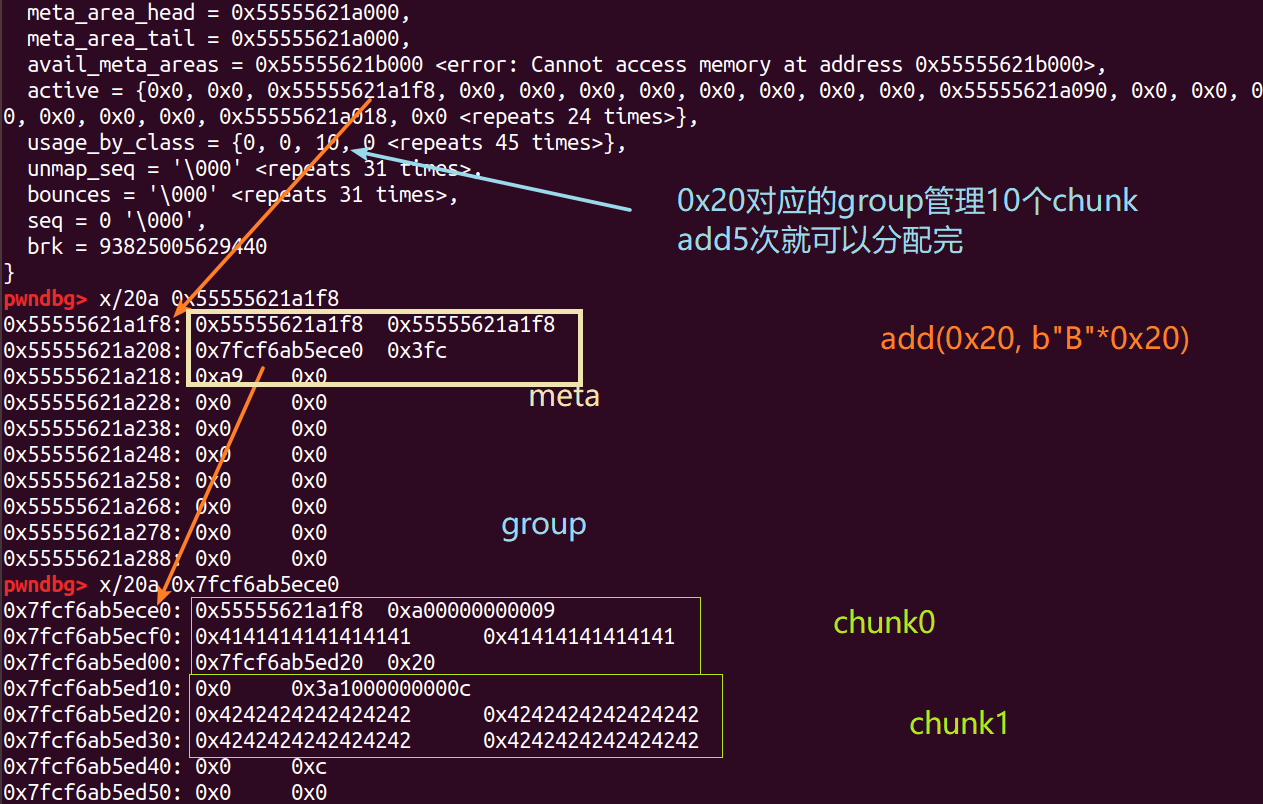 meta_area_head = 0x55555621a000,
meta_area_tail = 0x55555621a000,
avail_meta_areas = 0x55555621b000 <error: Cannot access memory at address 0x55555621b000>,
active = {0x0, 0x0, 0x55555621a1f8, 0x0, 0x0, 0x0, 0x0, 0x0, 0x0, 0x0, 0x0, 0x55555621a090, 0x0, 0x0, 0
0, 0x0, 0x0, 0x0, 0x55555621a018, 0x0 <repeats 24 times>},
usage_by_class = {0, 0, 10, 0 <repeats 45 times>},
unmap_seq = '\000' <repeats 31 times>,
bounces = '\000' <repeats 31 times>,
seq = 0 '\000',
brk = 93825005629440
}
0x20对应的group管理10个chunk
add5次就可以分配完
pwndbg> x/20a 0x55555621a1f8
0x55555621a1f8: 0x55555621a1f8 0x55555621a1f8
0x55555621a208: 0x7fcf6ab5ece0 0x3fc
0x55555621a218: 0xa9 0x0
0x55555621a228: 0x0 0x0
0x55555621a238: 0x0 0x0
0x55555621a248: 0x0 0x0
0x55555621a258: 0x0 0x0
0x55555621a268: 0x0 0x0
0x55555621a278: 0x0 0x0
0x55555621a288: 0x0 0x0
add(0x20, b"B"*0x20)
meta
group
pwndbg> x/20a 0x7fcf6ab5ece0
0x7fcf6ab5ece0: 0x55555621a1f8 0xa00000000009
0x7fcf6ab5ecf0: 0x4141414141414141 0x41414141414141
0x7fcf6ab5ed00: 0x7fcf6ab5ed20 0x20
0x7fcf6ab5ed10: 0x0 0x3a1000000000c
0x7fcf6ab5ed20: 0x4242424242424242 0x4242424242424242
0x7fcf6ab5ed30: 0x4242424242424242 0x4242424242424242
0x7fcf6ab5ed40: 0x0 0xc
0x7fcf6ab5ed50: 0x0 0x0
chunk0
chunk1